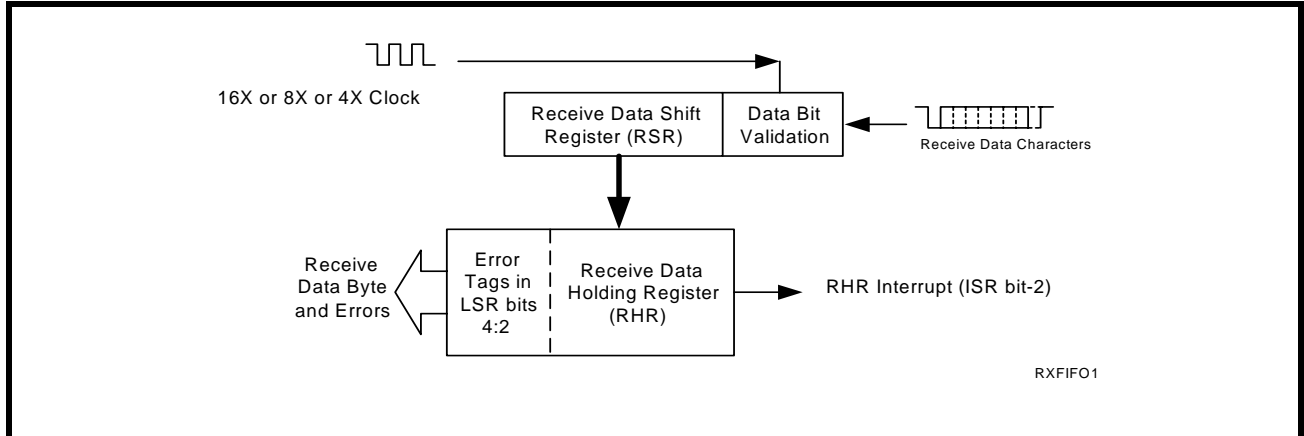 16X or 8X or 4X Clock
Receive Data Shift
Register (RSR)
Data Bit
Validation
Receive Data Characters
Receive
Data Byte
and Errors
Error
Tags in
LSR bits
4:2
Receive Data
Holding Register
(RHR)
RHR Interrupt (ISR bit-2)
RXFIFO1